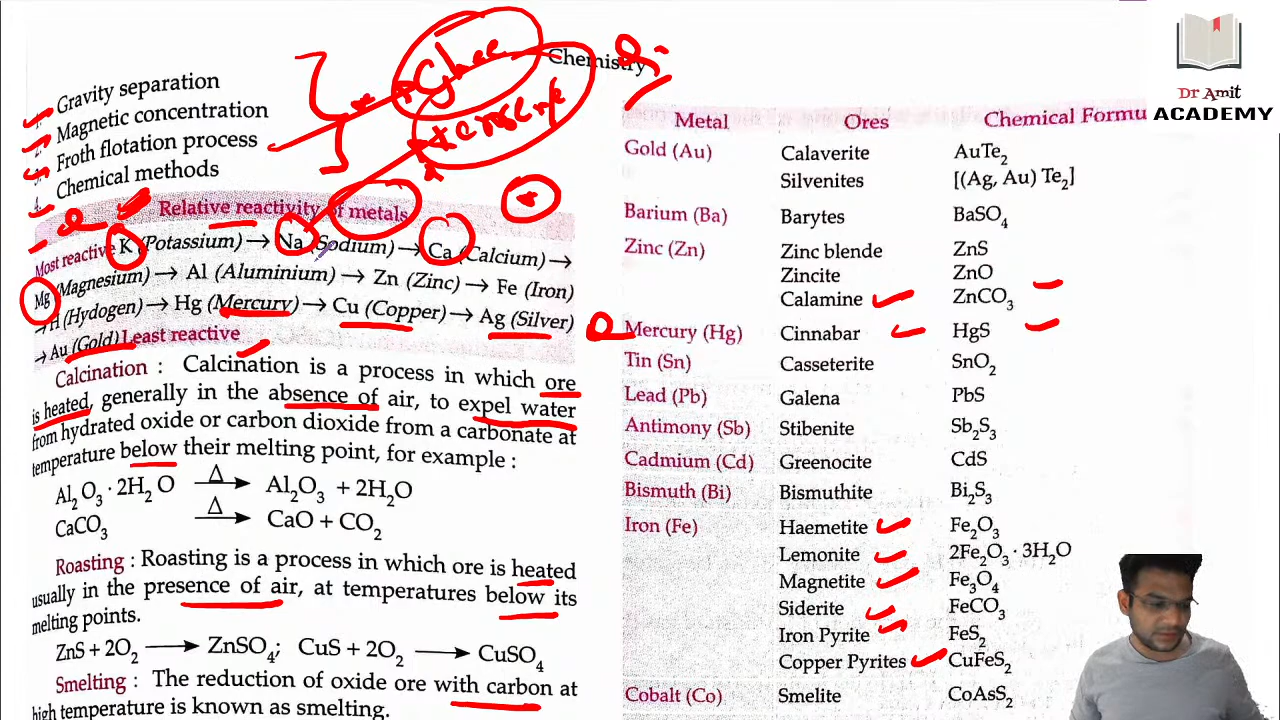 Chemistry
Dr Amit
ACADEMY
1. Gravity separation
Magnetic concentration
3. Froth flotation process
4. Chemical methods
Ghee
kerosene
Relative reactivity of metals
Most reactive K (Potassium) → Na (Sodium) → Ca (Calcium) →
Mg (Magnesium) → Al (Aluminium) → Zn (Zinc) → Fe (Iron)
→ H (Hydogen) → Hg (Mercury) → Cu (Copper) → Ag (Silver)
→ Au (Gold) Least reactive
Calcination : Calcination is a process in which ore
is heated, generally in the absence of air, to expel water
from hydrated oxide or carbon dioxide from a carbonate at
temperature below their melting point, for example :
Al₂O₃ · 2H₂O —Δ→ Al₂O₃ + 2H₂O
CaCO₃ —Δ→ CaO + CO₂
Roasting : Roasting is a process in which ore is heated
usually in the presence of air, at temperatures below its
melting points.
ZnS + 2O₂ → ZnSO₄; CuS + 2O₂ → CuSO₄
Smelting : The reduction of oxide ore with carbon at
high temperature is known as smelting.
Metal Ores Chemical Formu
Gold (Au) Calaverite AuTe₂
Silvenites [(Ag, Au) Te₂]
Barium (Ba) Barytes BaSO₄
Zinc (Zn) Zinc blende ZnS
Zincite ZnO
Calamine ZnCO₃
Mercury (Hg) Cinnabar HgS
Tin (Sn) Casseterite SnO₂
Lead (Pb) Galena PbS
Antimony (Sb) Stibenite Sb₂S₃
Cadmium (Cd) Greenocite CdS
Bismuth (Bi) Bismuthite Bi₂S₃
Iron (Fe) Haemetite Fe₂O₃
Lemonite 2Fe₂O₃ · 3H₂O
Magnetite Fe₃O₄
Siderite FeCO₃
Iron Pyrite FeS₂
Copper Pyrites CuFeS₂
Cobalt (Co) Smelite CoAsS₂